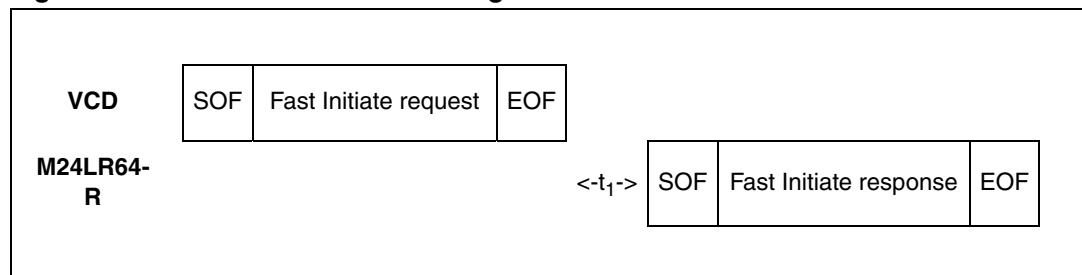 VCD SOF Fast Initiate request EOF
M24LR64-
R
<-t1-> SOF Fast Initiate response EOF